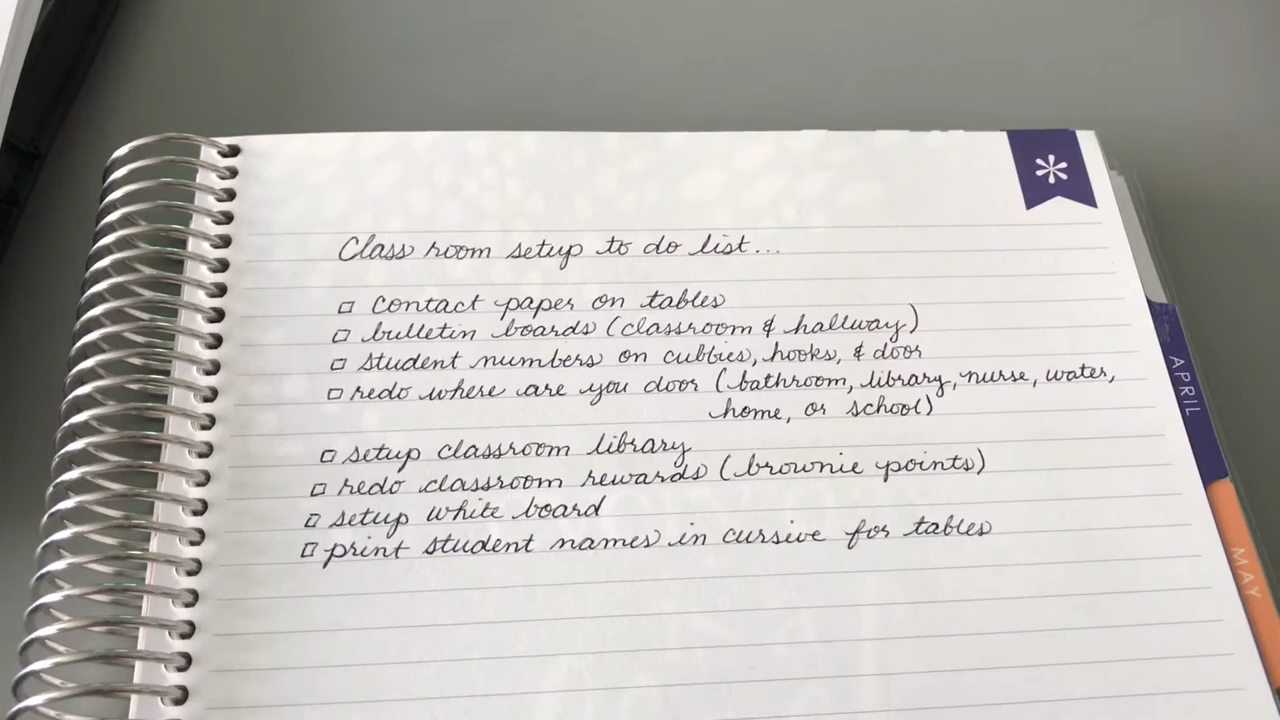 Class room setup to do list...
□ contact paper on tables
□ bulletin boards (classroom & hallway)
□ student numbers on cubbies, hooks, & door
□ redo where are you door (bathroom, library, nurse, water,
home, or school)
□ setup classroom library
□ redo classroom rewards (brownie points)
□ setup white board
□ print student names in cursive for tables
APRIL
MAY